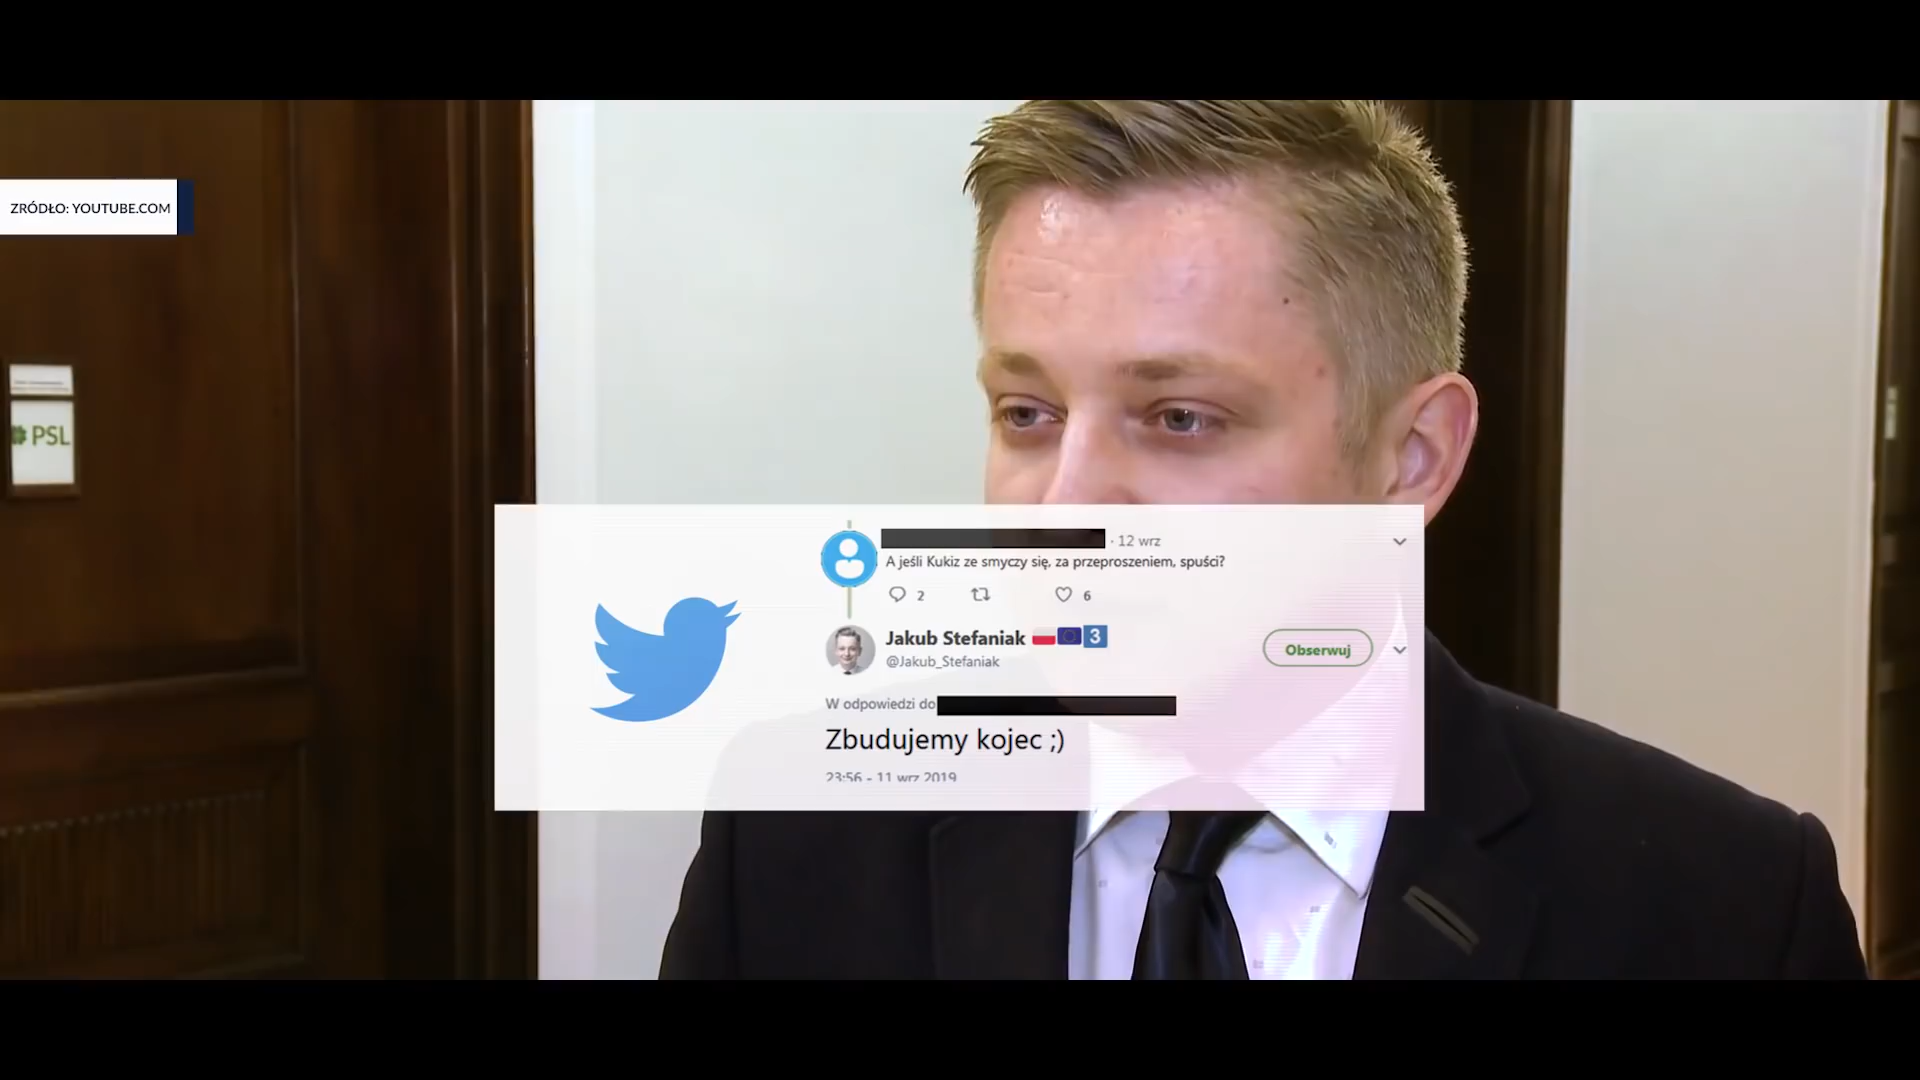 ZRÓDŁO: YOUTUBE.COM
PSL
· 12 wrz
A jeśli Kukiz ze smyczy się, za przeproszeniem, spuści?
2 6
Jakub Stefaniak 3
@Jakub_Stefaniak
Obserwuj
W odpowiedzi do
Zbudujemy kojec ;)
23:56 - 11 wrz 2019